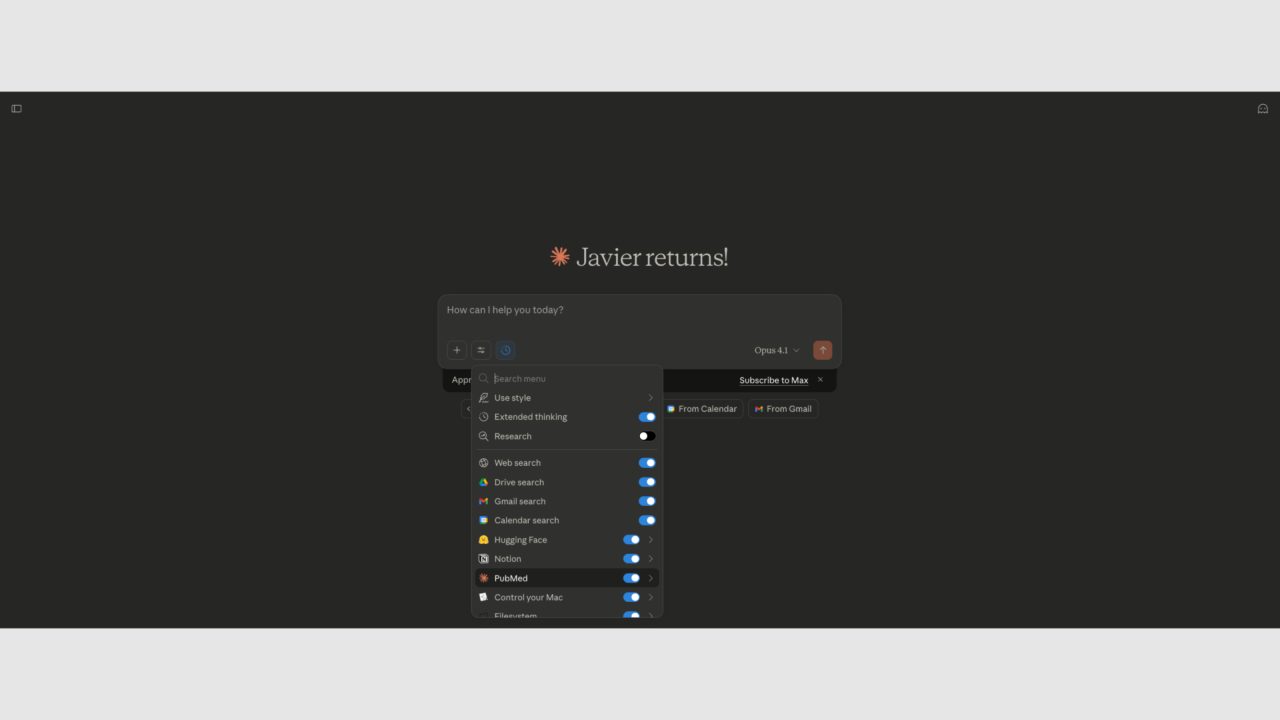 Javier returns!
How can I help you today?
Opus 4.1
Appr
Subscribe to Max
Search menu
Use style
From Calendar
From Gmail
Extended thinking
Research
Web search
Drive search
Gmail search
Calendar search
Hugging Face
Notion
PubMed
Control your Mac
Filesystem